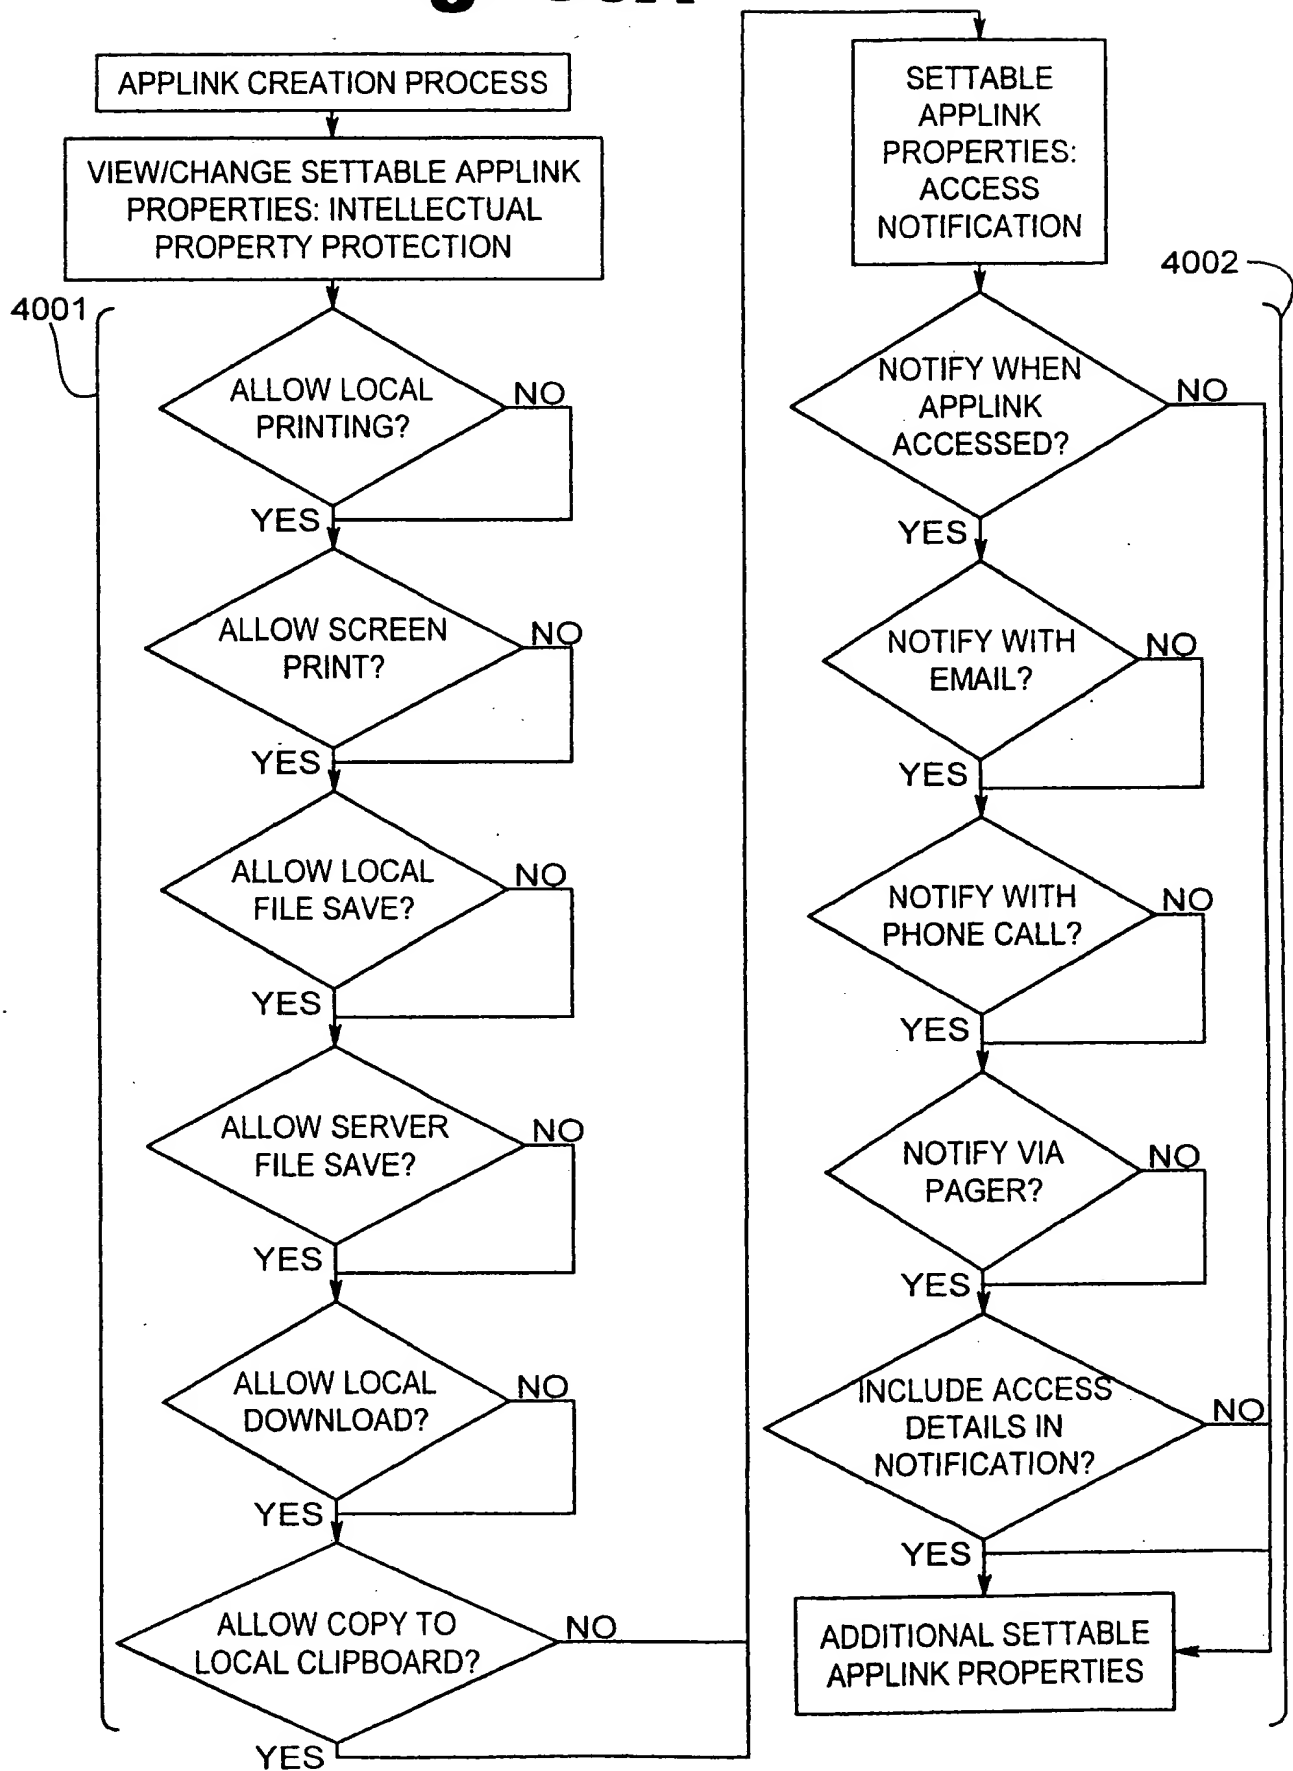 APPLINK CREATION PROCESS
VIEW/CHANGE SETTABLE APPLINK
PROPERTIES: INTELLECTUAL
PROPERTY PROTECTION
4001
ALLOW LOCAL
PRINTING?
NO
YES
ALLOW SCREEN
PRINT?
NO
YES
ALLOW LOCAL
FILE SAVE?
NO
YES
ALLOW SERVER
FILE SAVE?
NO
YES
ALLOW LOCAL
DOWNLOAD?
NO
YES
ALLOW COPY TO
LOCAL CLIPBOARD?
NO
YES
SETTABLE
APPLINK
PROPERTIES:
ACCESS
NOTIFICATION
4002
NOTIFY WHEN
APPLINK
ACCESSED?
NO
YES
NOTIFY WITH
EMAIL?
NO
YES
NOTIFY WITH
PHONE CALL?
NO
YES
NOTIFY VIA
PAGER?
NO
YES
INCLUDE ACCESS
DETAILS IN
NOTIFICATION?
NO
YES
ADDITIONAL SETTABLE
APPLINK PROPERTIES